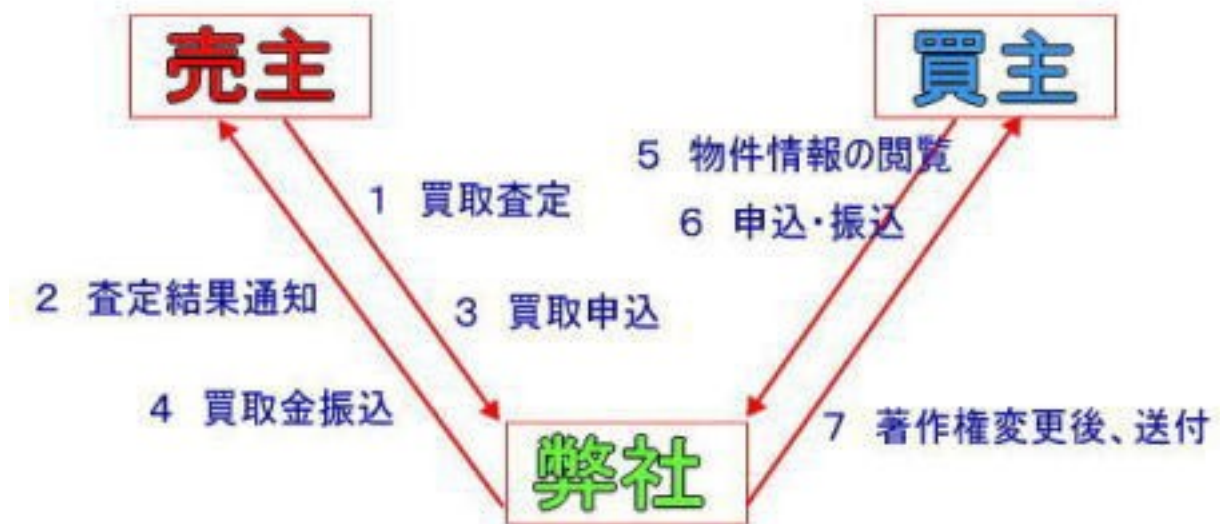 売主
買主
5 物件情報の閲覧
1 買取査定
6 申込・振込
2 査定結果通知
3 買取申込
4 買取金振込
7 著作権変更後、送付
弊社